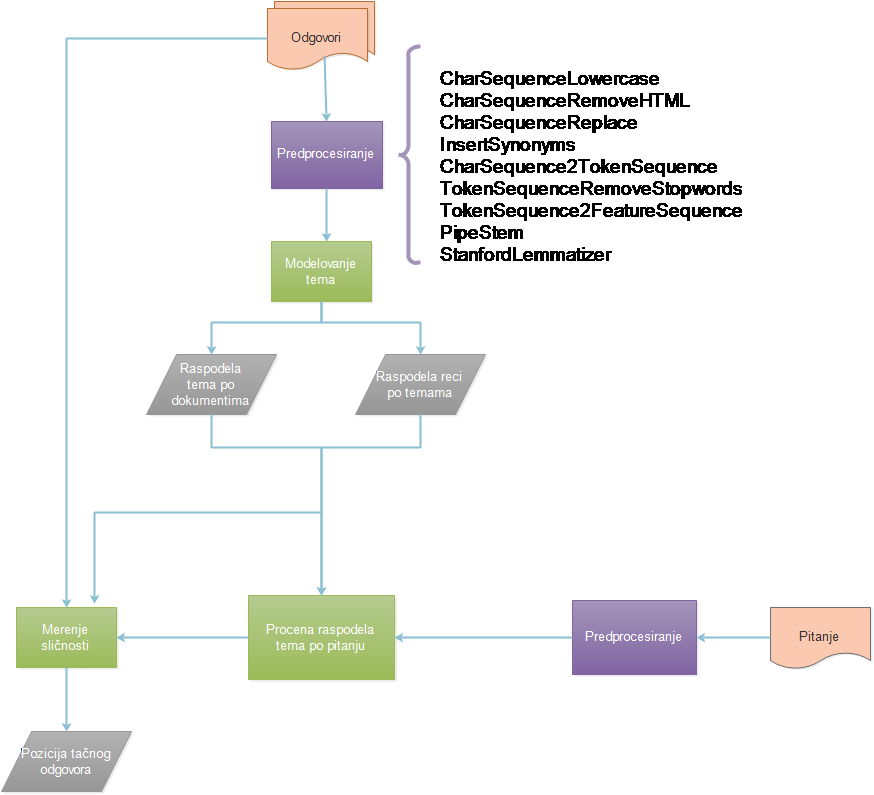 Odgovori
Predprocesiranje
CharSequenceLowercase
CharSequenceRemoveHTML
CharSequenceReplace
InsertSynonyms
CharSequence2TokenSequence
TokenSequenceRemoveStopwords
TokenSequence2FeatureSequence
PipeStem
StanfordLemmatizer
Modelovanje
tema
Raspodela
tema po
dokumentima
Raspodela reci
po temama
Merenje
sličnosti
Procena raspodela
tema po pitanju
Predprocesiranje
Pitanje
Pozicija tačnog
odgovora